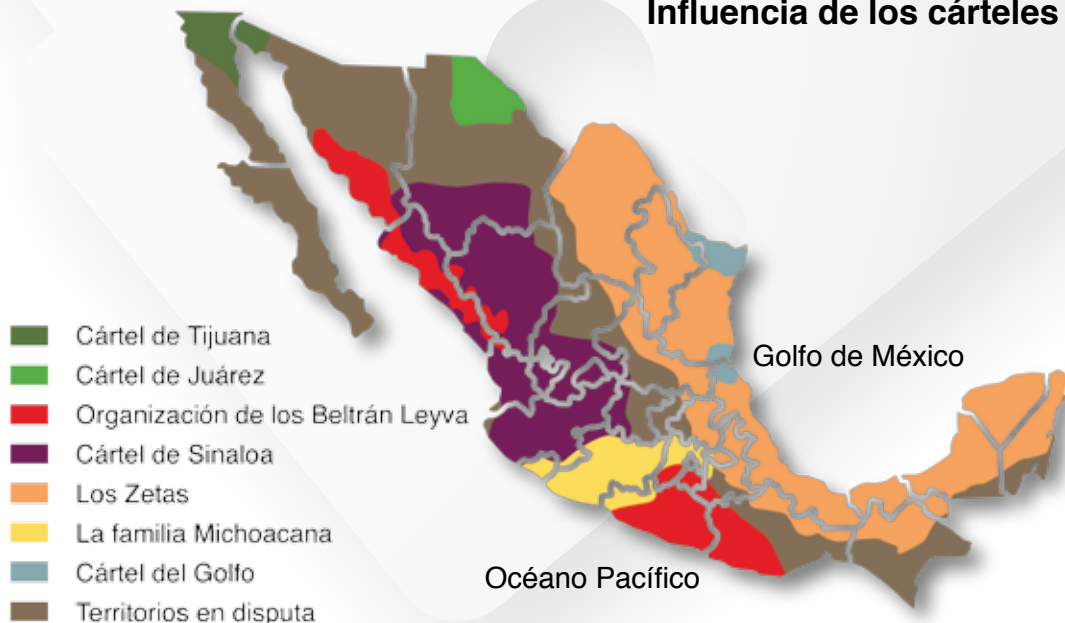 Influencia de los cárteles
Cártel de Tijuana
Cártel de Juárez
Organización de los Beltrán Leyva
Cártel de Sinaloa
Los Zetas
La familia Michoacana
Cártel del Golfo
Territorios en disputa
Golfo de México
Océano Pacífico